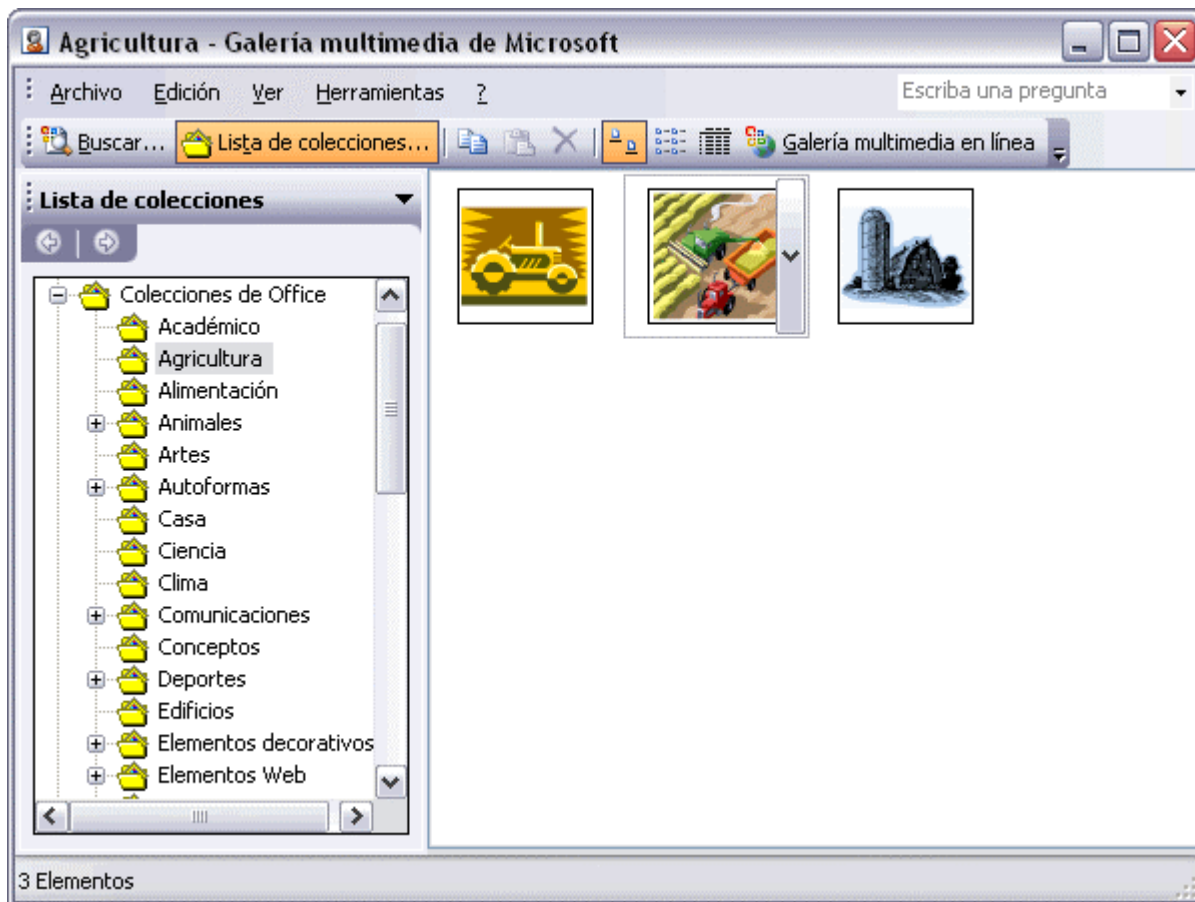 Agricultura - Galería multimedia de Microsoft
Archivo Edición Ver Herramientas ? Escriba una pregunta
Buscar... Lista de colecciones... Galería multimedia en línea
Lista de colecciones
Colecciones de Office
Académico
Agricultura
Alimentación
Animales
Artes
Autoformas
Casa
Ciencia
Clima
Comunicaciones
Conceptos
Deportes
Edificios
Elementos decorativos
Elementos Web
3 Elementos